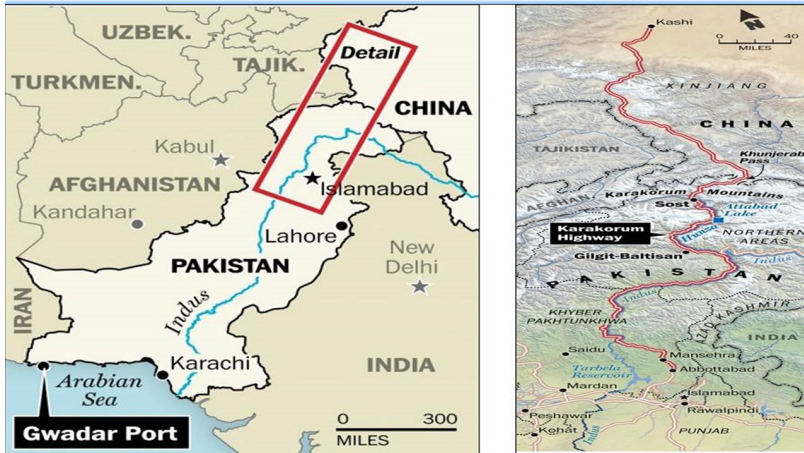 UZBEK.
TAJIK.
Detail
TURKMEN.
CHINA
Kabul
AFGHANISTAN
Islamabad
Kandahar
Lahore
New
Delhi
PAKISTAN
IRAN
Indus
Karachi
INDIA
Arabian
Sea
Gwadar Port
0 300
MILES
Kashi
N
0 40
MILES
XINJIANG
CHINA
TAJIKISTAN
Khunjerab
Pass
AFGHAN.
Karakorum Mountains
Sost
Attabad
Lake
Karakorum
Highway
Hunza
NORTHERN
AREAS
Gilgit-Baltisan
Indus
PAKISTAN
Indus
KHYBER
PAKHTUNKHWA
AZAD KASHMIR
INDIA
Saidu
Mansehra
Abbottabad
Tarbela
Reservoir
Mardan
Islamabad
Rawalpindi
Peshawar
Kohat
Indus
PUNJAB